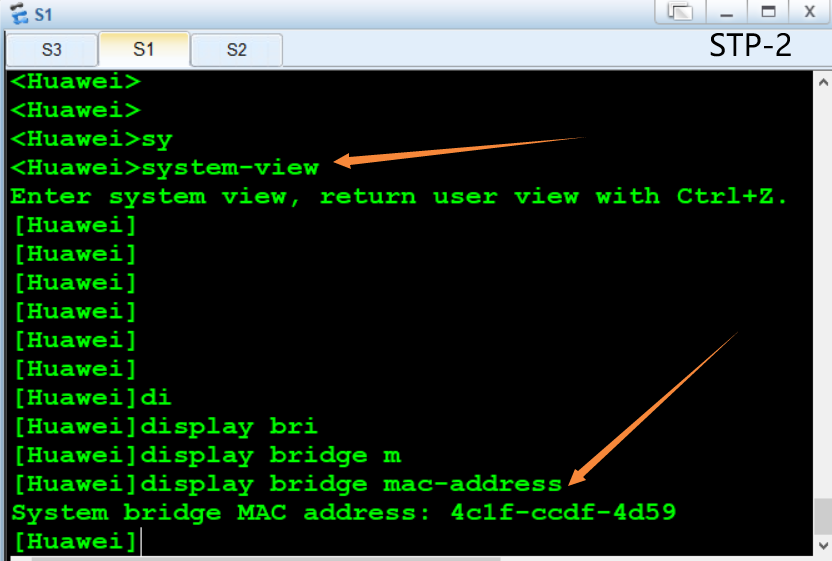 S1
X
S3
S1
S2
STP-2
<Huawei>
<Huawei>
<Huawei>sy
<Huawei>system-view
Enter system view, return user view with Ctrl+Z.
[Huawei]
[Huawei]
[Huawei]
[Huawei]
[Huawei]
[Huawei]
[Huawei]di
[Huawei]display bri
[Huawei]display bridge m
[Huawei]display bridge mac-address
System bridge MAC address: 4c1f-ccdf-4d59
[Huawei]